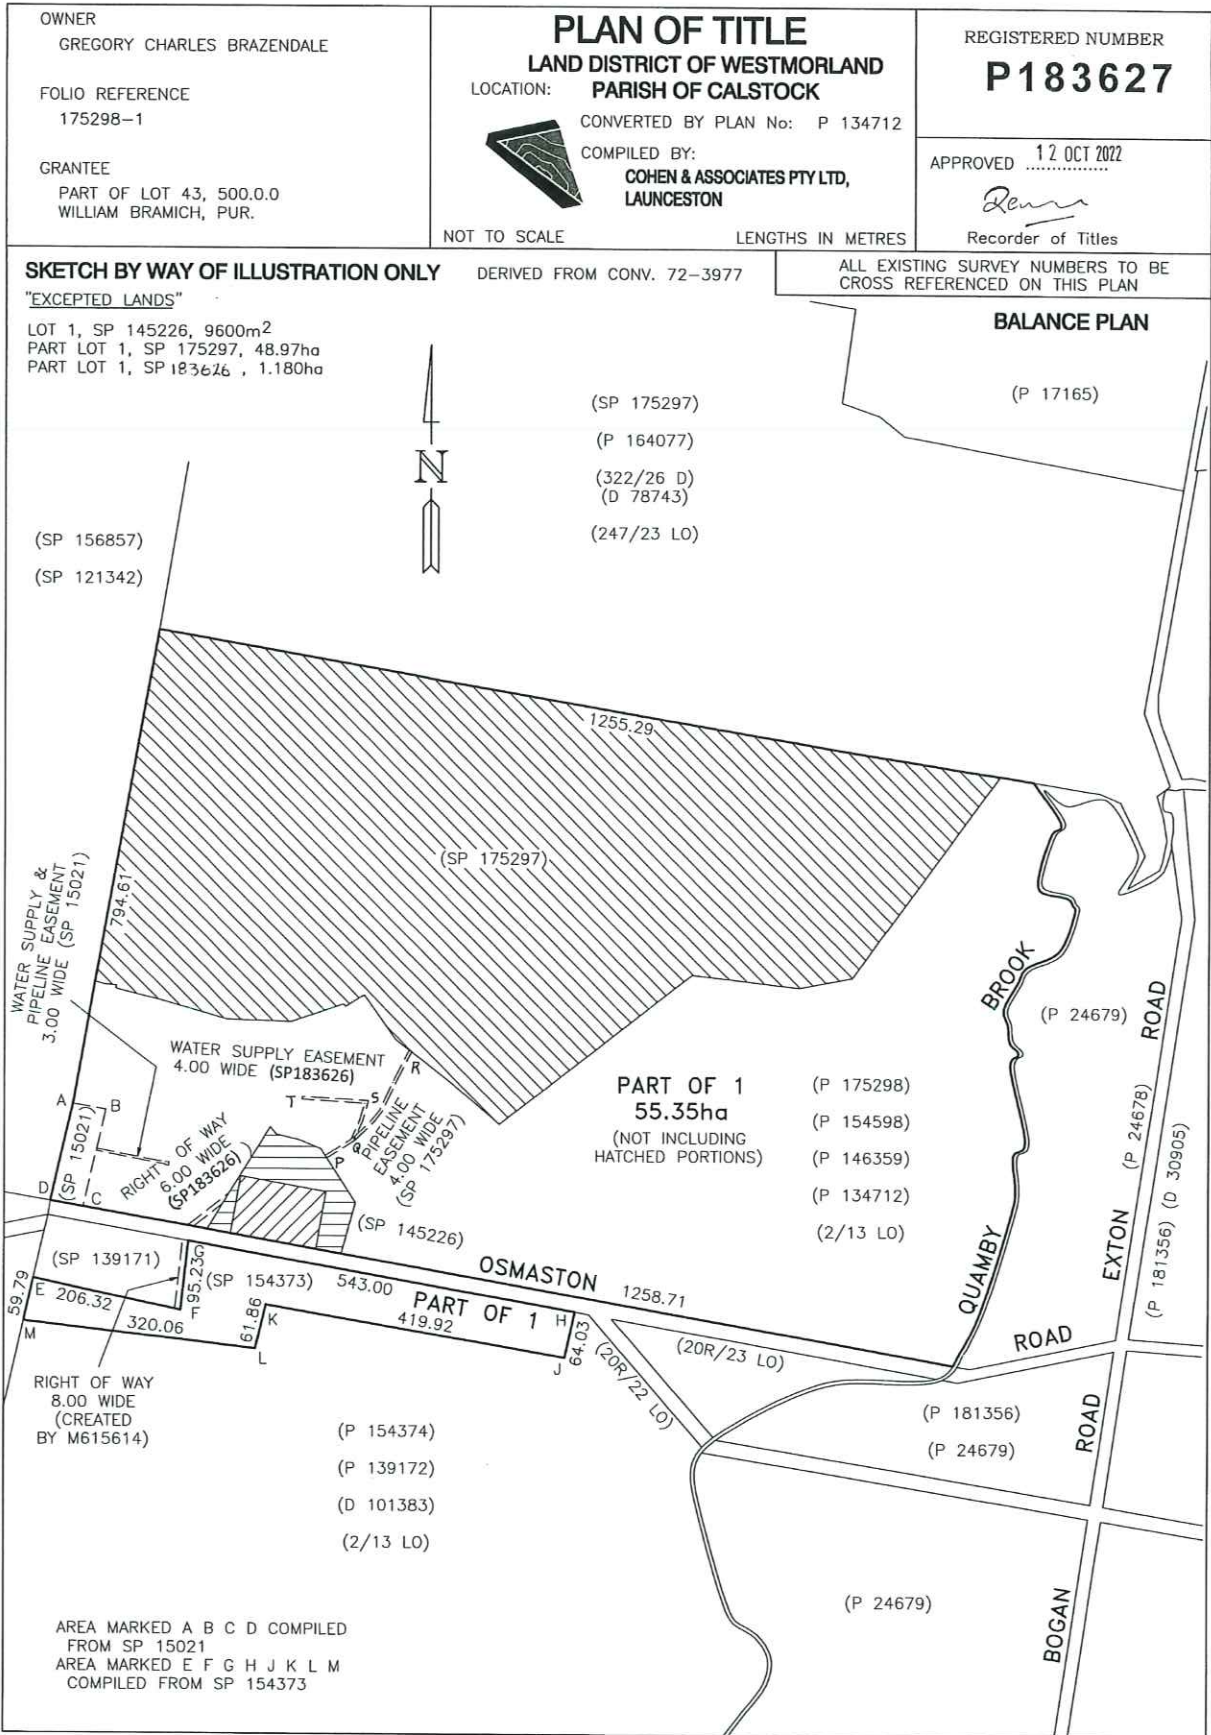 OWNER
GREGORY CHARLES BRAZENDALE
FOLIO REFERENCE
175298-1
GRANTEE
PART OF LOT 43, 500.0.0
WILLIAM BRAMICH, PUR.
PLAN OF TITLE
LAND DISTRICT OF WESTMORLAND
LOCATION: PARISH OF CALSTOCK
CONVERTED BY PLAN No: P 134712
COMPILED BY:
COHEN & ASSOCIATES PTY LTD,
LAUNCESTON
NOT TO SCALE LENGTHS IN METRES
REGISTERED NUMBER
P183627
APPROVED 12 OCT 2022
Recorder of Titles
SKETCH BY WAY OF ILLUSTRATION ONLY
DERIVED FROM CONV. 72-3977
ALL EXISTING SURVEY NUMBERS TO BE
CROSS REFERENCED ON THIS PLAN
"EXCEPTED LANDS"
LOT 1, SP 145226, 9600m2
PART LOT 1, SP 175297, 48.97ha
PART LOT 1, SP 183626 , 1.180ha
BALANCE PLAN
(P 17165)
(SP 175297)
(P 164077)
(322/26 D)
(D 78743)
(247/23 LO)
N
(SP 156857)
(SP 121342)
1255.29
(SP 175297)
794.61
WATER SUPPLY &
PIPELINE EASEMENT
3.00 WIDE (SP 15021)
BROOK
(P 24679)
ROAD
WATER SUPPLY EASEMENT
4.00 WIDE (SP183626)
R
T
S
Q
P
PIPELINE
EASEMENT
4.00 WIDE
(SP 175297)
A
B
(SP 15021)
D
C
RIGHT OF WAY
6.00 WIDE
(SP183626)
PART OF 1
55.35ha
(NOT INCLUDING
HATCHED PORTIONS)
(P 175298)
(P 154598)
(P 146359)
(P 134712)
(2/13 LO)
(P 24678)
(P 181356) (D 30905)
EXTON
QUAMBY
(SP 145226)
OSMASTON
1258.71
ROAD
(SP 139171)
G
95.23
(SP 154373)
543.00
PART OF 1
H
59.79
E
206.32
F
61.86
K
419.92
64.03
M
320.06
L
J
(20R/22 LO)
(20R/23 LO)
RIGHT OF WAY
8.00 WIDE
(CREATED
BY M615614)
(P 154374)
(P 139172)
(D 101383)
(2/13 LO)
(P 181356)
(P 24679)
ROAD
(P 24679)
BOGAN
AREA MARKED A B C D COMPILED
FROM SP 15021
AREA MARKED E F G H J K L M
COMPILED FROM SP 154373